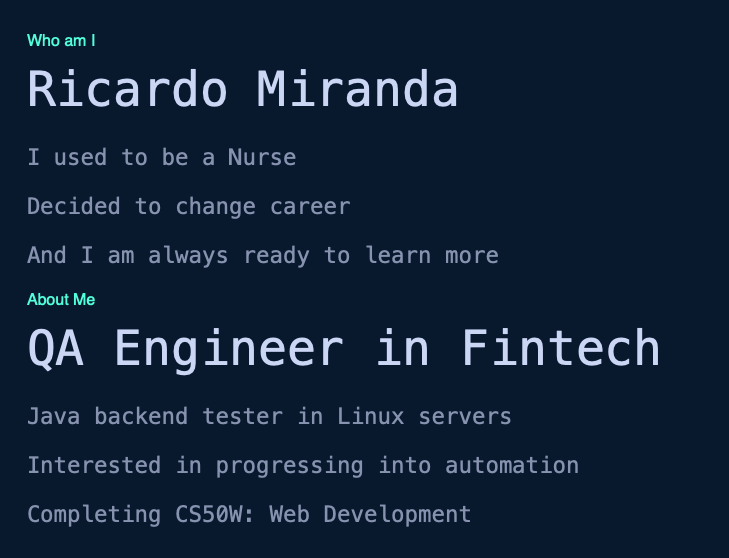 Who am I
Ricardo Miranda
I used to be a Nurse
Decided to change career
And I am always ready to learn more
About Me
QA Engineer in Fintech
Java backend tester in Linux servers
Interested in progressing into automation
Completing CS50W: Web Development